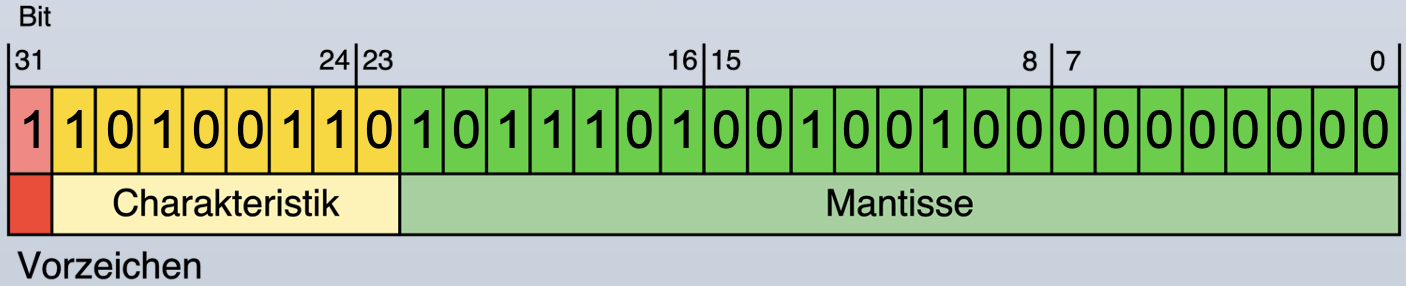 Bit
31 24 23 16 15 8 7 0
1 1 0 1 0 0 1 1 0 1 0 1 1 1 0 1 0 0 1 0 0 1 0 0 0 0 0 0 0 0 0 0
Charakteristik Mantisse
Vorzeichen